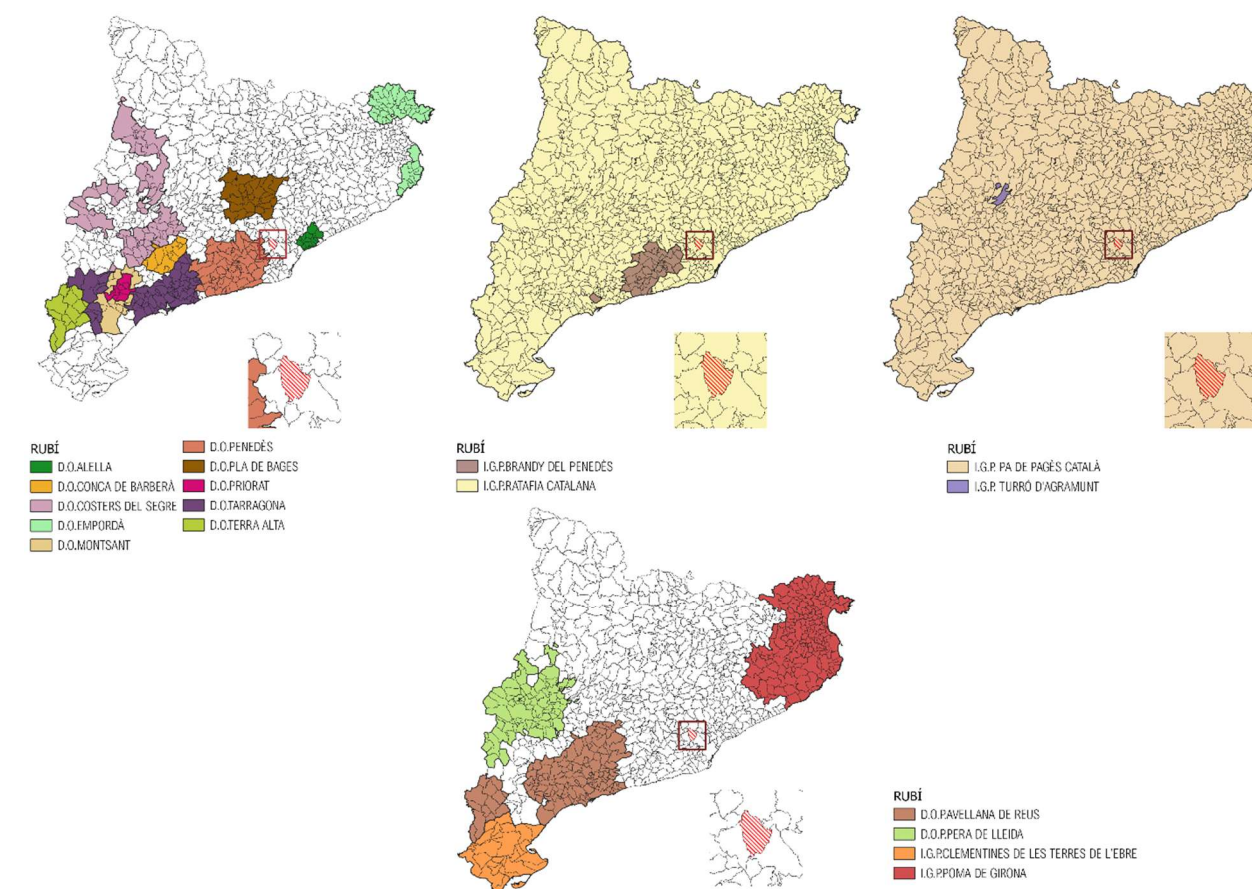 RUBÍ
D.O.ALELLA
D.O.CONCA DE BARBERÀ
D.O.COSTERS DEL SEGRE
D.O.EMPORDÀ
D.O.MONTSANT
D.O.PENEDÈS
D.O.PLA DE BAGES
D.O.PRIORAT
D.O.TARRAGONA
D.O.TERRA ALTA
RUBÍ
I.G.P.BRANDY DEL PENEDÈS
I.G.P.RATAFIA CATALANA
RUBÍ
I.G.P. PA DE PAGÈS CATALÀ
I.G.P. TURRÓ D'AGRAMUNT
RUBÍ
D.O.P.AVELLANA DE REUS
D.O.P.PERA DE LLEIDA
I.G.P.CLEMENTINES DE LES TERRES DE L'EBRE
I.G.P.POMA DE GIRONA